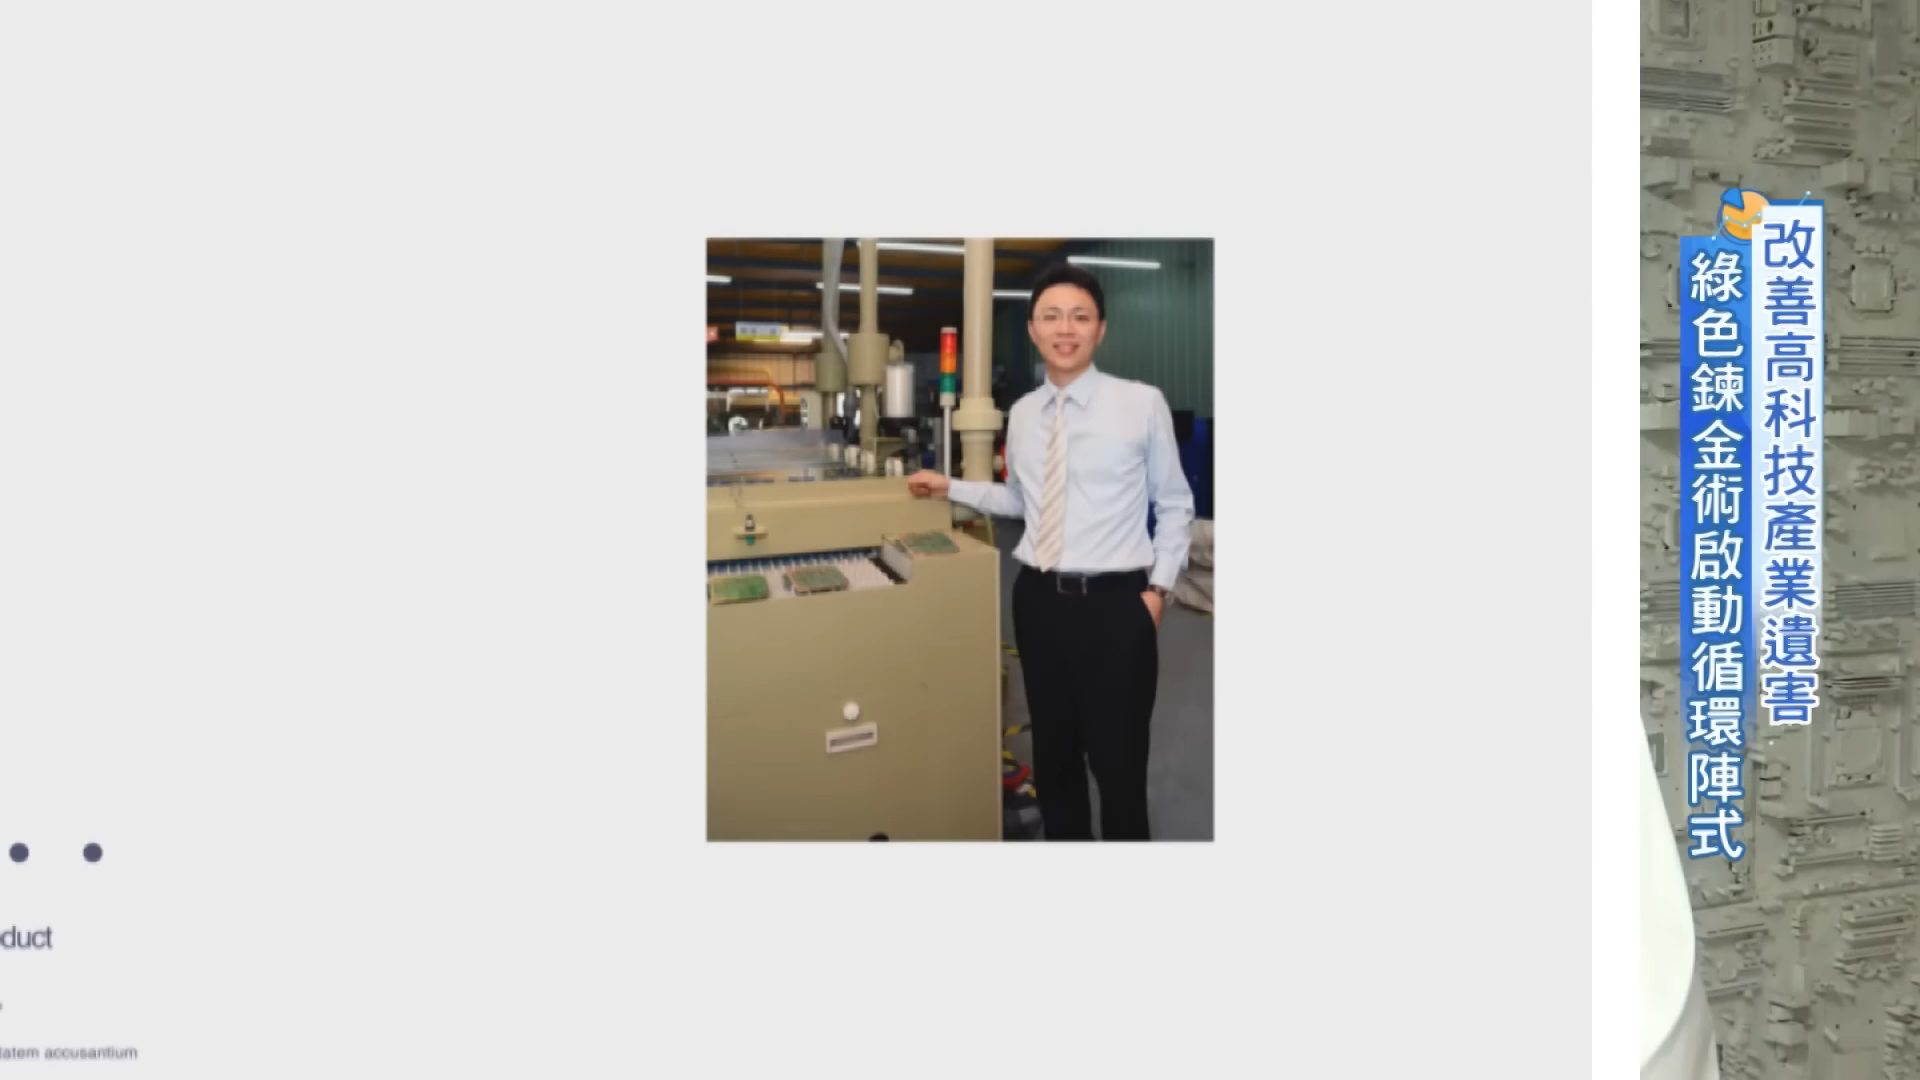 改善高科技產業遺害
綠色鍊金術啟動循環陣式
duct
tatem accusantium